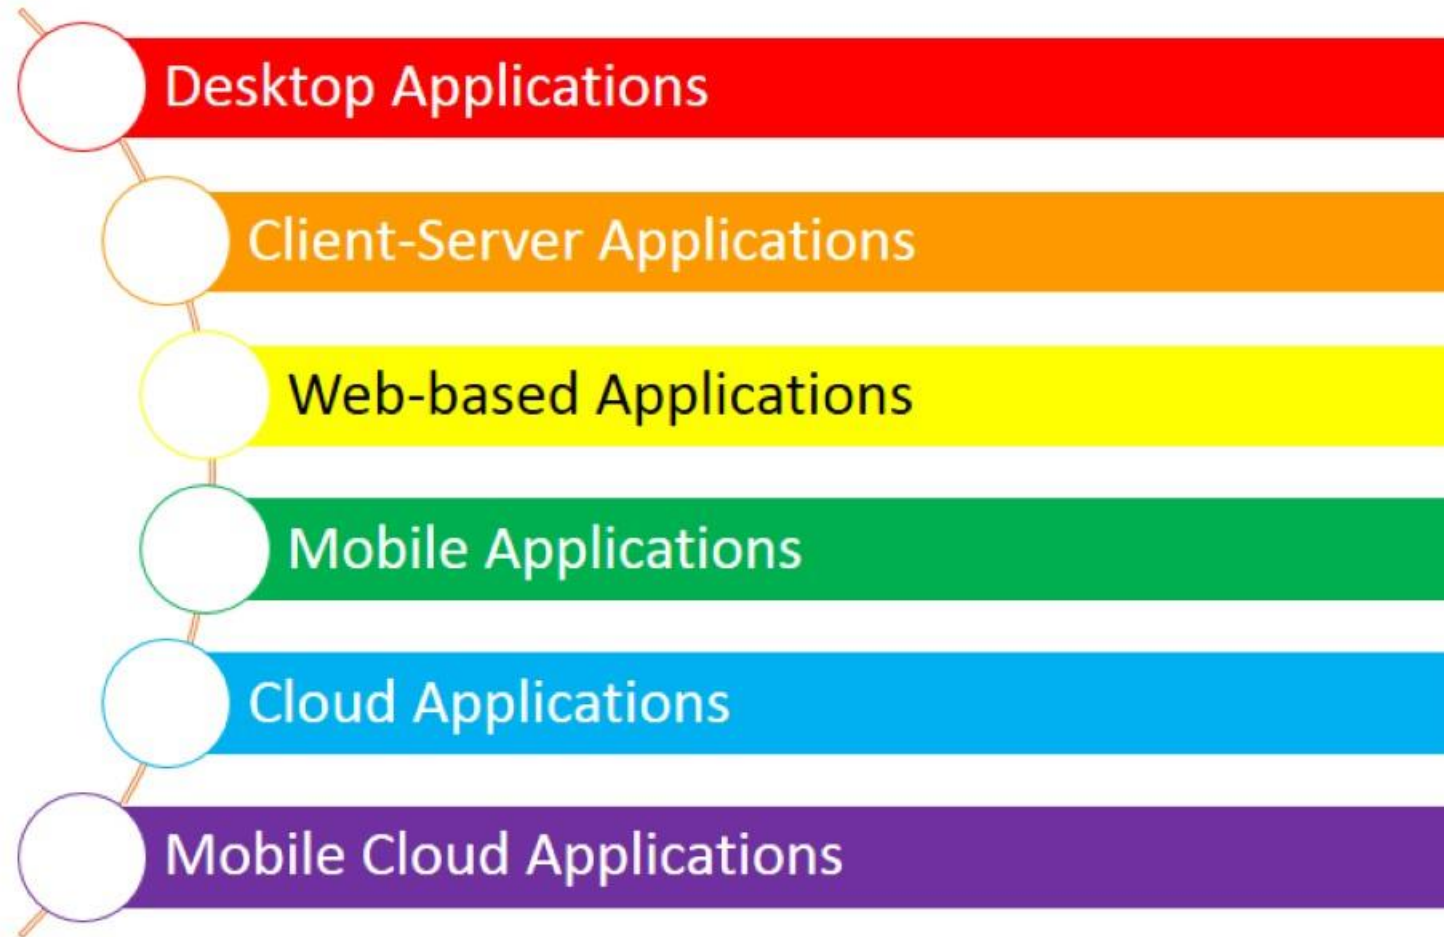 Desktop Applications
Client-Server Applications
Web-based Applications
Mobile Applications
Cloud Applications
Mobile Cloud Applications